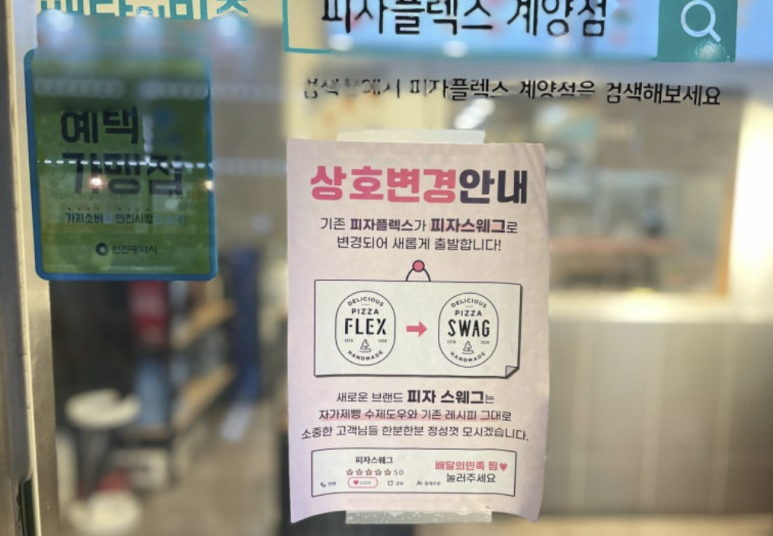 피자플렉스 계양점
피자플렉스 계양점은 검색해보세요
혜택
가맹점
인천광역시
상호변경안내
기존 피자플렉스가 피자스웨그로
변경되어 새롭게 출발합니다!
DELICIOUS
PIZZA
FLEX
HANDMADE
DELICIOUS
PIZZA
SWAG
HANDMADE
새로운 브랜드 피자 스웨그는
자가제빵 수제도우와 기존 레시피 그대로
소중한 고객님들 한분한분 정성껏 모시겠습니다.
피자스웨그
☆☆☆☆☆ 5.0
배달의민족 찜♥
눌러주세요